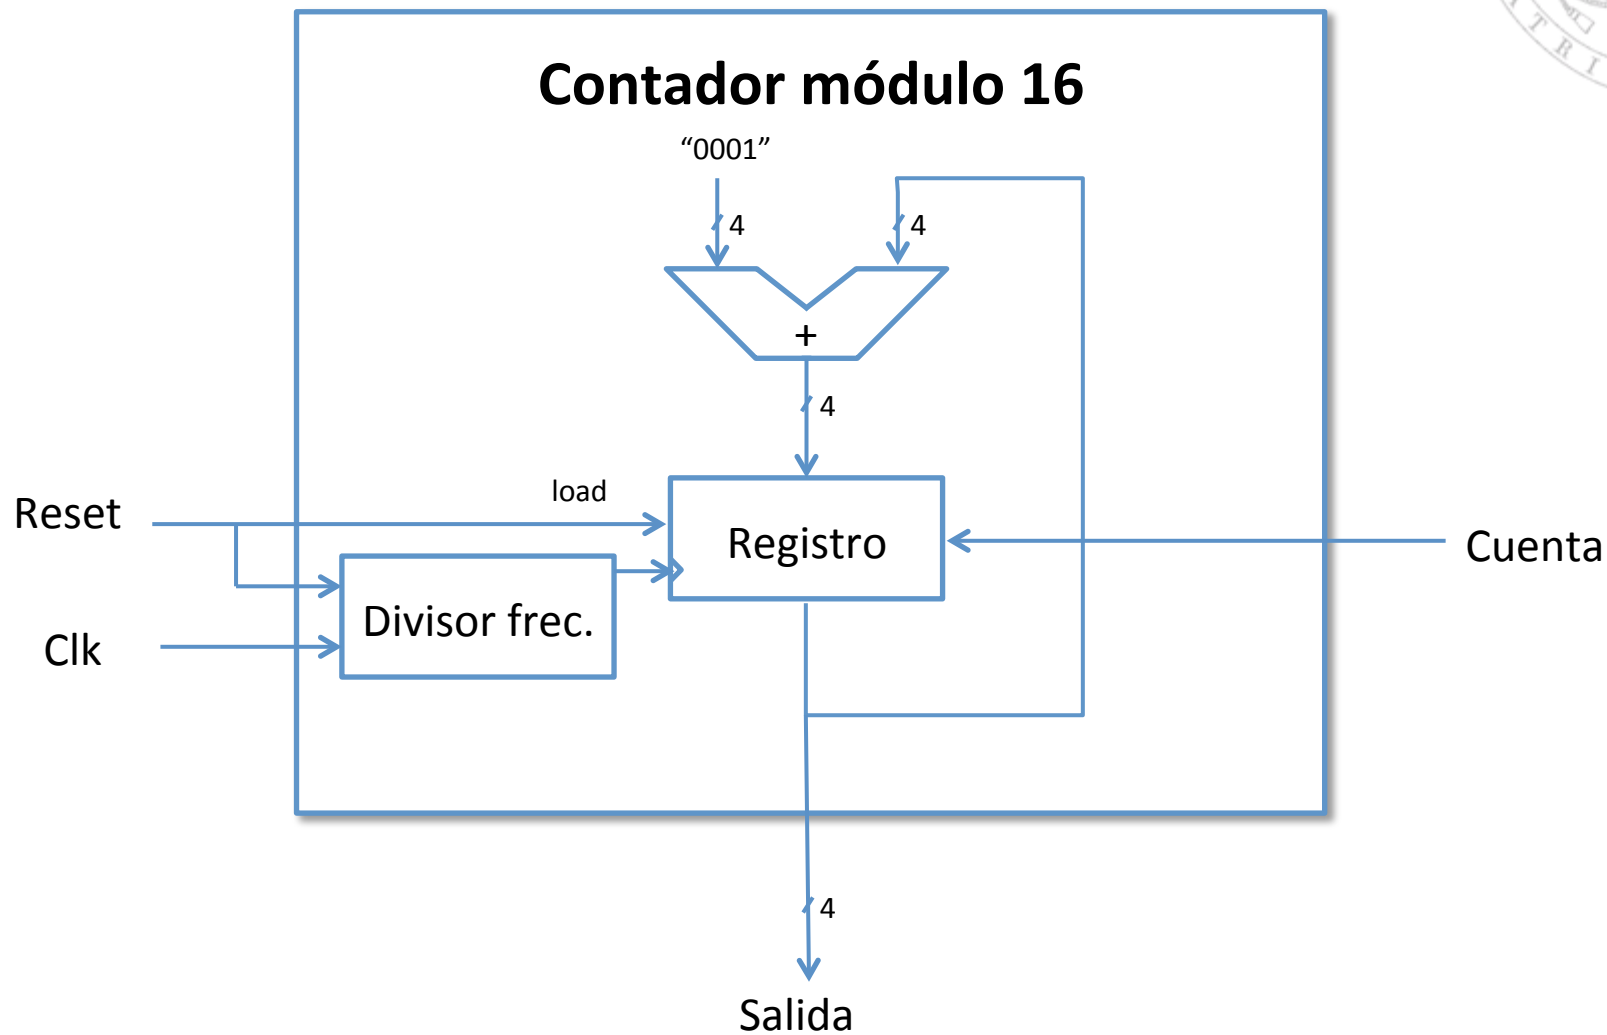 Contador módulo 16
“0001”
4
4
+
4
load
Reset
Registro
Cuenta
Divisor frec.
Clk
4
Salida